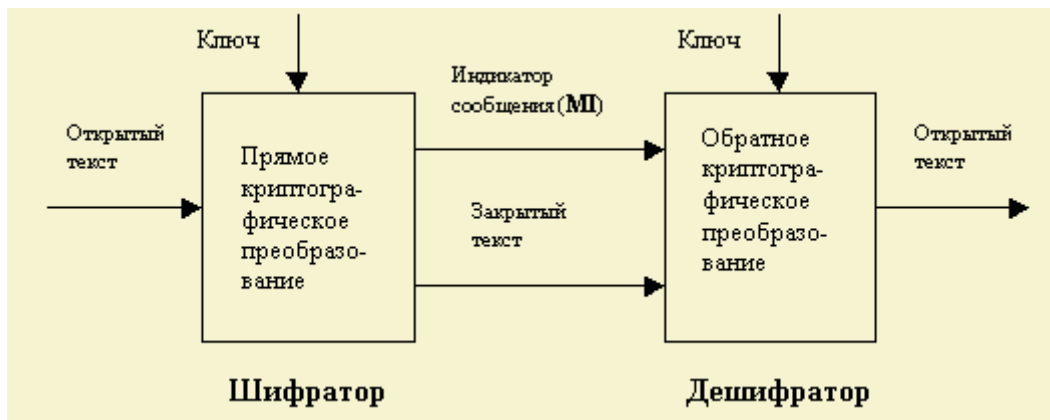 Ключ
Ключ
Индикатор
сообщения (MI)
Открытый
текст
Прямое
криптогра-
фическое
преобразо-
вание
Закрытый
текст
Обратное
криптогра-
фическое
преобразо-
вание
Открытый
текст
Шифратор
Дешифратор